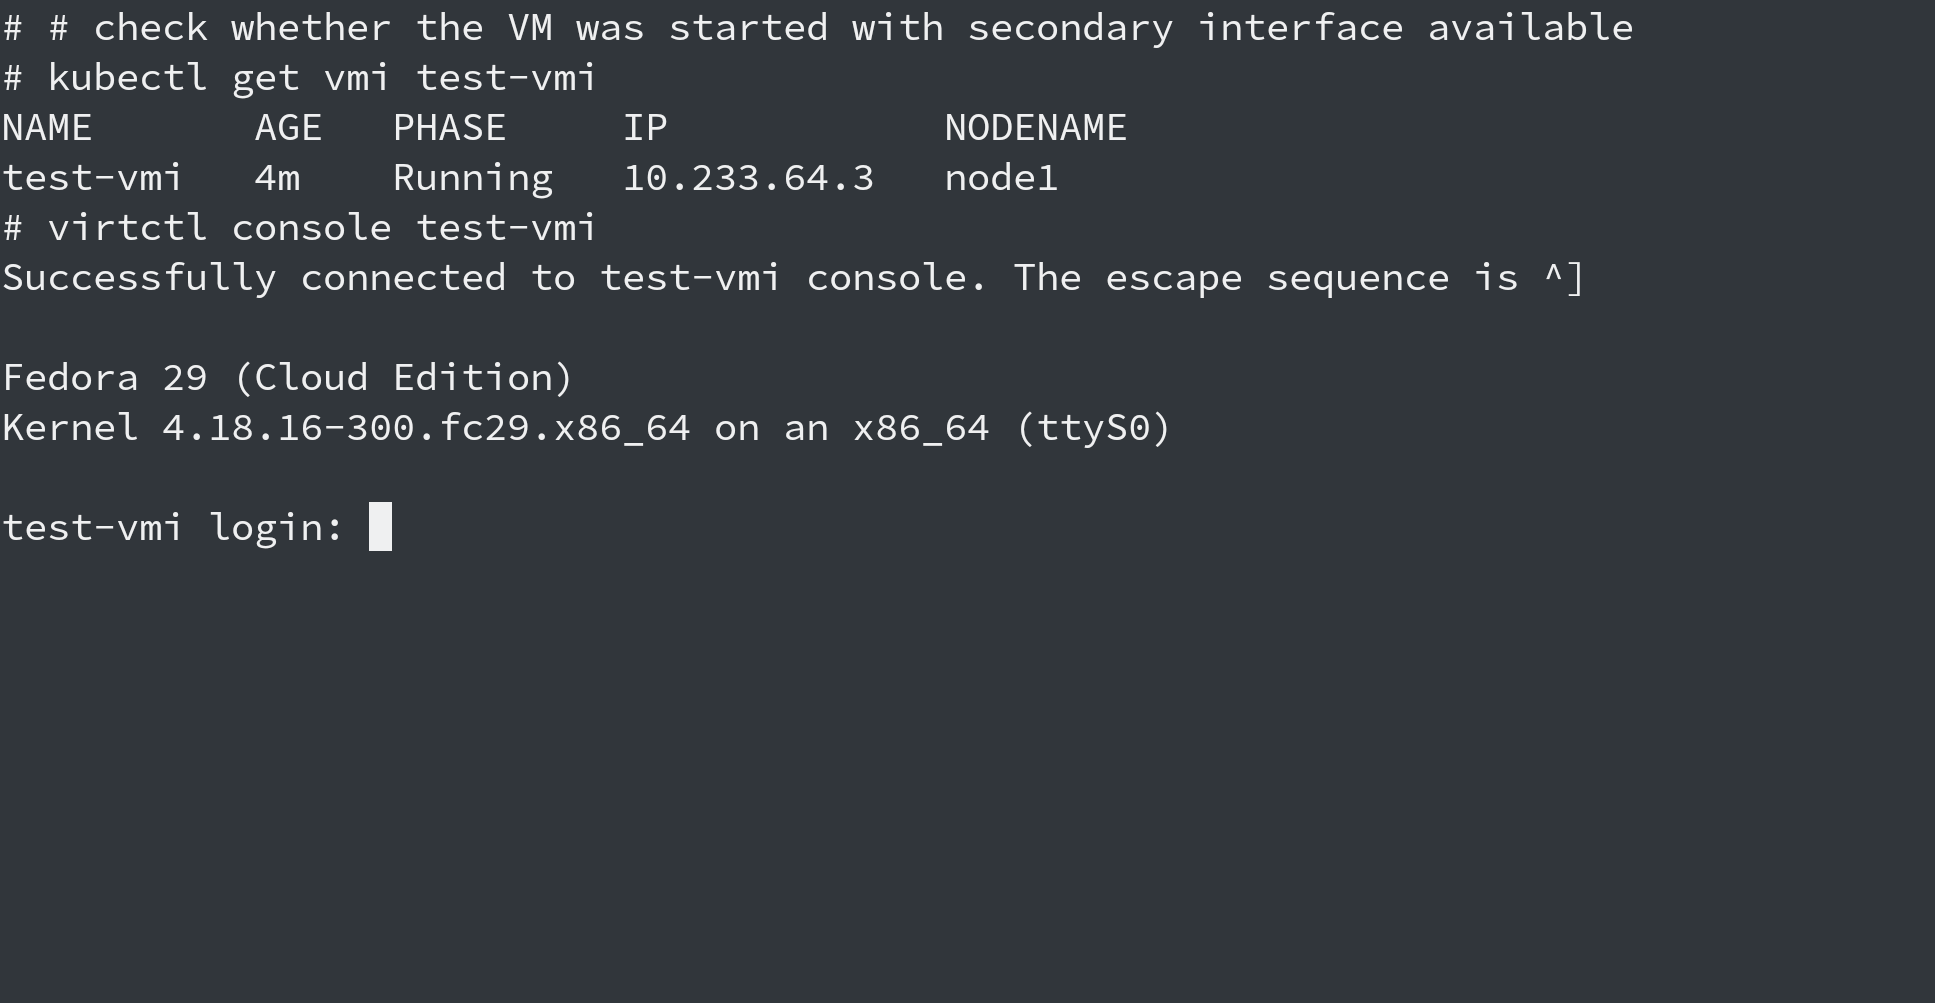 # # check whether the VM was started with secondary interface available
# kubectl get vmi test-vmi
NAME       AGE   PHASE     IP            NODENAME
test-vmi   4m    Running   10.233.64.3   node1
# virtctl console test-vmi
Successfully connected to test-vmi console. The escape sequence is ^]

Fedora 29 (Cloud Edition)
Kernel 4.18.16-300.fc29.x86_64 on an x86_64 (ttyS0)

test-vmi login: